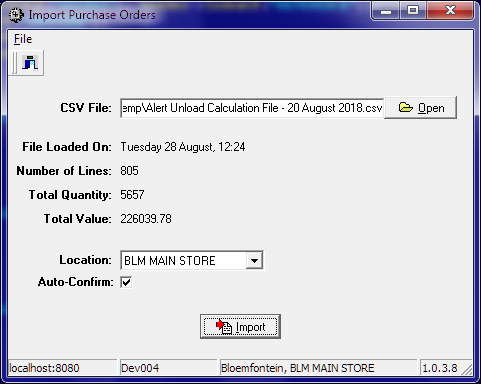 Import Purchase Orders
File
CSV File: emp\Alert Unload Calculation File - 20 August 2018.csv Open
File Loaded On: Tuesday 28 August, 12:24
Number of Lines: 805
Total Quantity: 5657
Total Value: 226039.78
Location: BLM MAIN STORE
Auto-Confirm:
Import
localhost:8080 Dev004 Bloemfontein, BLM MAIN STORE 1.0.3.8